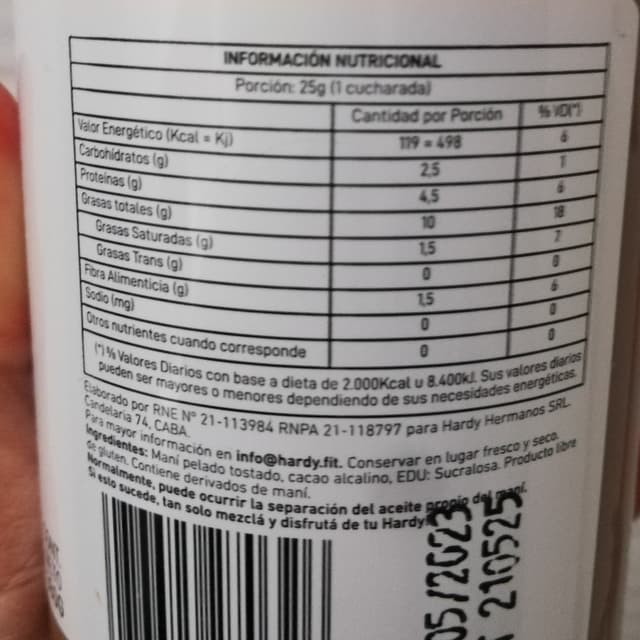 INFORMACIÓN NUTRICIONAL
Porción: 25g (1 cucharada)
Cantidad por Porción % VD(*)
Valor Energético (Kcal = Kj) 119 = 498 6
Carbohidratos (g) 2,5 1
Proteínas (g) 4,5 6
Grasas totales (g) 10 18
Grasas Saturadas (g) 1,5 7
Grasas Trans (g) 0 0
Fibra Alimenticia (g) 1,5 6
Sodio (mg) 0 0
Otros nutrientes cuando corresponde 0 0
(*) % Valores Diarios con base a dieta de 2.000Kcal u 8.400kJ. Sus valores diarios
pueden ser mayores o menores dependiendo de sus necesidades energéticas.
Elaborado por RNE N° 21-113984 RNPA 21-118797 para Hardy Hermanos SRL.
Candelaria 74, CABA.
Para mayor información en info@hardy.fit. Conservar en lugar fresco y seco.
Ingredientes: Maní pelado tostado, cacao alcalino, EDU: Sucralosa. Producto libre
de gluten. Contiene derivados de maní.
Normalmente, puede ocurrir la separación del aceite propio del maní.
Si esto sucede, tan solo mezclá y disfrutá de tu Hardy
05/2023
210525